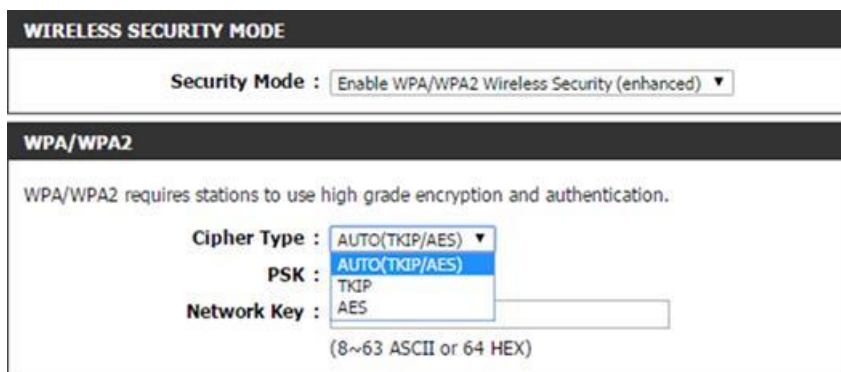 WIRELESS SECURITY MODE
Security Mode : Enable WPA/WPA2 Wireless Security (enhanced)
WPA/WPA2
WPA/WPA2 requires stations to use high grade encryption and authentication.
Cipher Type : AUTO(TKIP/AES)
AUTO(TKIP/AES)
PSK :
TKIP
AES
Network Key :
(8~63 ASCII or 64 HEX)